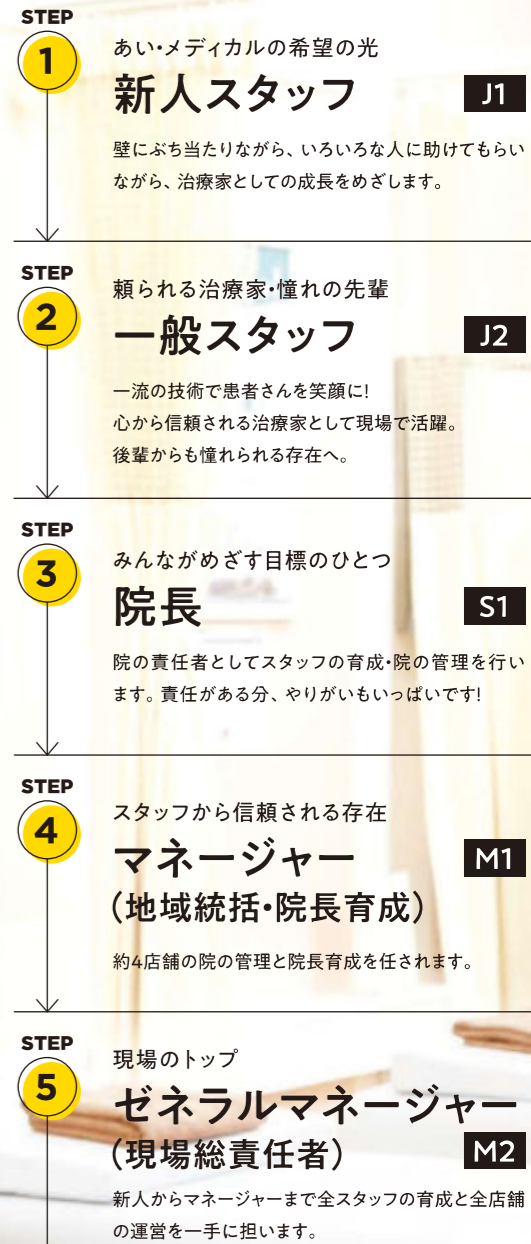 STEP
1
あい・メディカルの希望の光
新人スタッフ
J1
壁にぶち当たりながら、いろいろな人に助けてもらい
ながら、治療家としての成長をめざします。
STEP
2
頼られる治療家・憧れの先輩
一般スタッフ
J2
一流の技術で患者さんを笑顔に!
心から信頼される治療家として現場で活躍。
後輩からも憧れられる存在へ。
STEP
3
みんながめざす目標のひとつ
院長
S1
院の責任者としてスタッフの育成・院の管理を行い
ます。責任がある分、やりがいもいっぱいです!
STEP
4
スタッフから信頼される存在
マネージャー
M1
(地域統括・院長育成)
約4店舗の院の管理と院長育成を任されます。
STEP
5
現場のトップ
ゼネラルマネージャー
(現場総責任者)
M2
新人からマネージャーまで全スタッフの育成と全店舗
の運営を一手に担います。